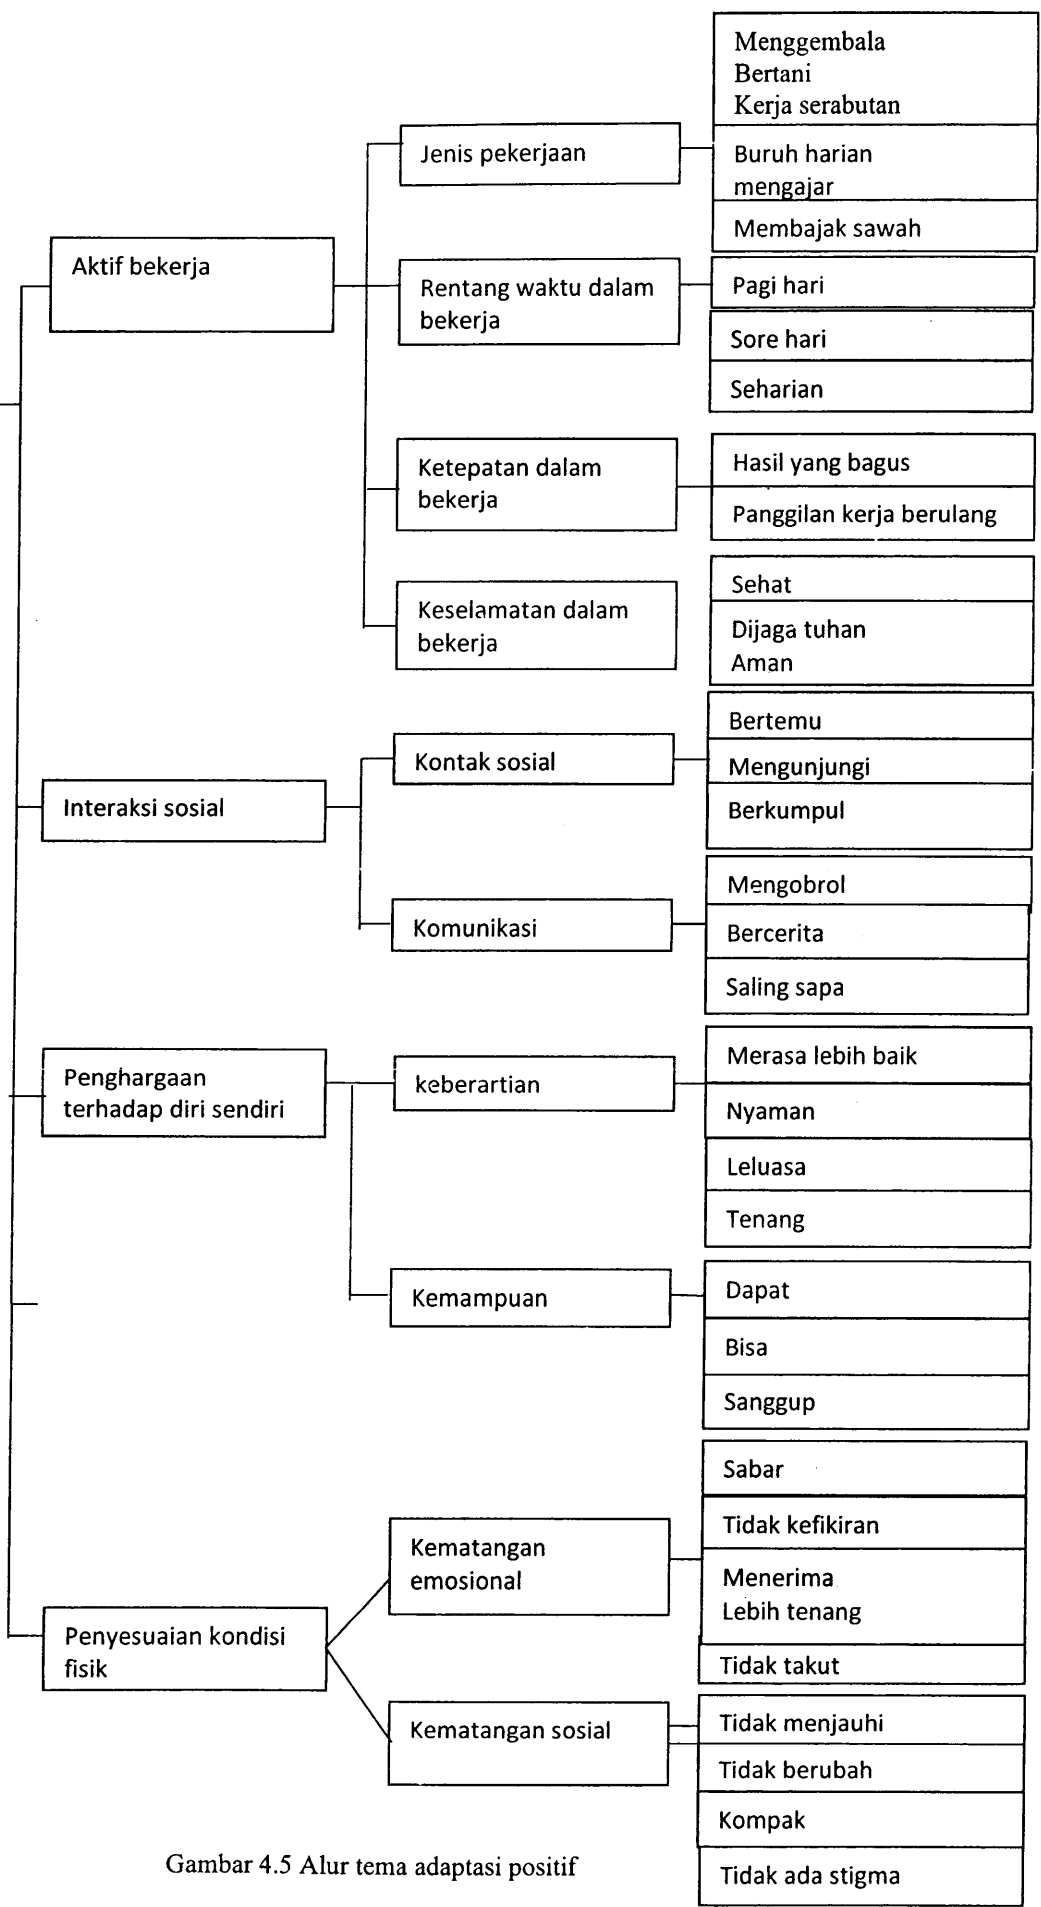 Menggembala
Bertani
Kerja serabutan
Jenis pekerjaan
Buruh harian
mengajar
Membajak sawah
Aktif bekerja
Rentang waktu dalam
bekerja
Pagi hari
Sore hari
Seharian
Ketepatan dalam
bekerja
Hasil yang bagus
Panggilan kerja berulang
Keselamatan dalam
bekerja
Sehat
Dijaga tuhan
Aman
Interaksi sosial
Kontak sosial
Bertemu
Mengunjungi
Berkumpul
Komunikasi
Mengobrol
Bercerita
Saling sapa
Penghargaan
terhadap diri sendiri
keberartian
Merasa lebih baik
Nyaman
Leluasa
Tenang
Kemampuan
Dapat
Bisa
Sanggup
Penyesuaian kondisi
fisik
Kematangan
emosional
Sabar
Tidak kefikiran
Menerima
Lebih tenang
Tidak takut
Kematangan sosial
Tidak menjauhi
Tidak berubah
Kompak
Tidak ada stigma
Gambar 4.5 Alur tema adaptasi positif